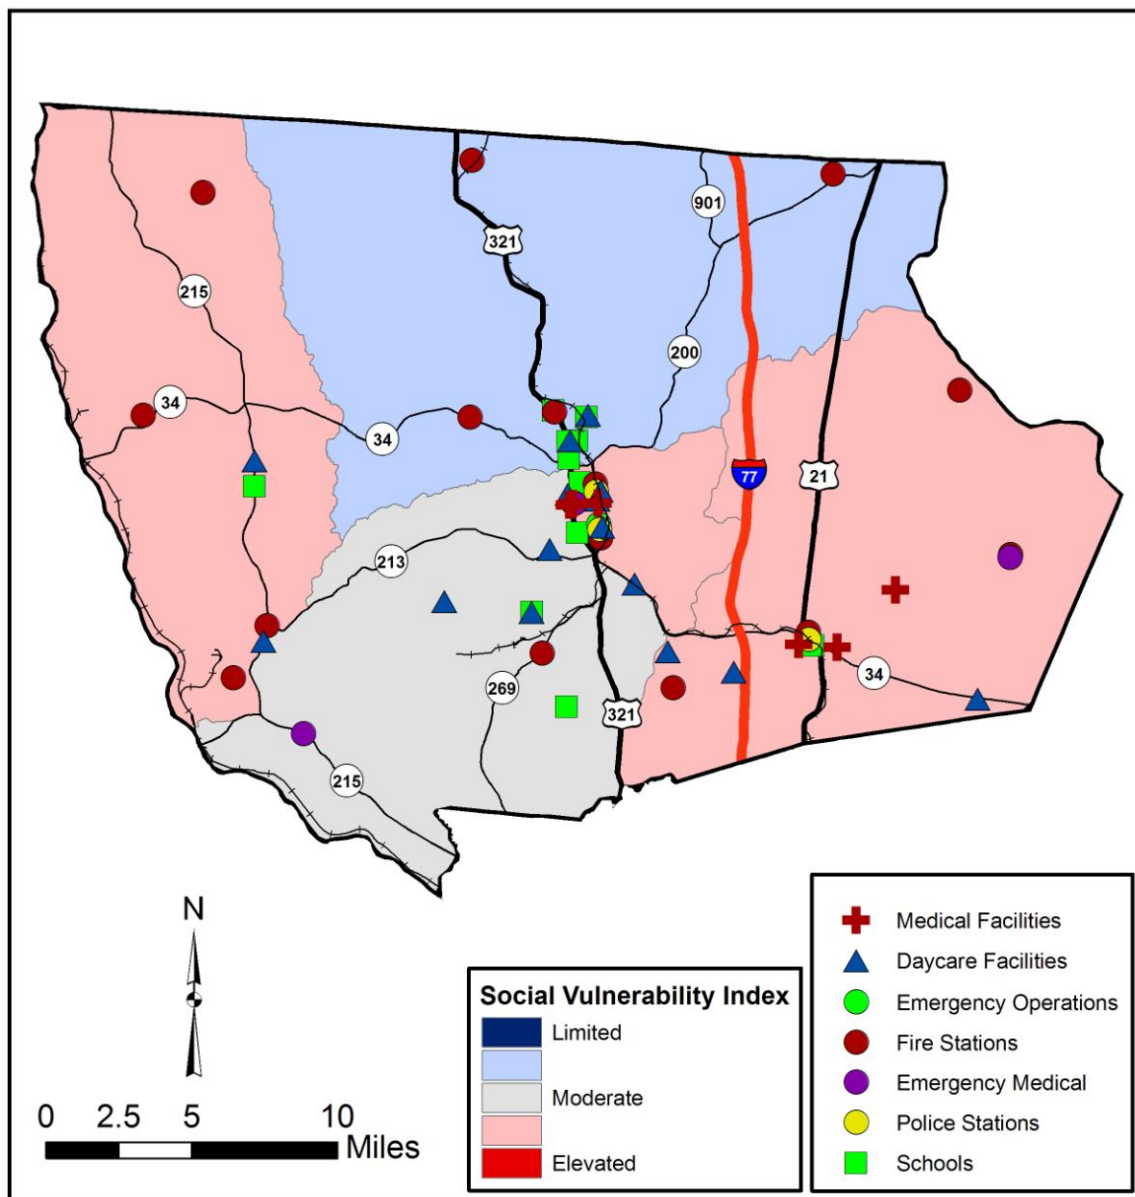 321
901
215
200
34
34
77
21
213
34
269
321
215
N
0 2.5 5 10
Miles
Social Vulnerability Index
Limited
Moderate
Elevated
Medical Facilities
Daycare Facilities
Emergency Operations
Fire Stations
Emergency Medical
Police Stations
Schools